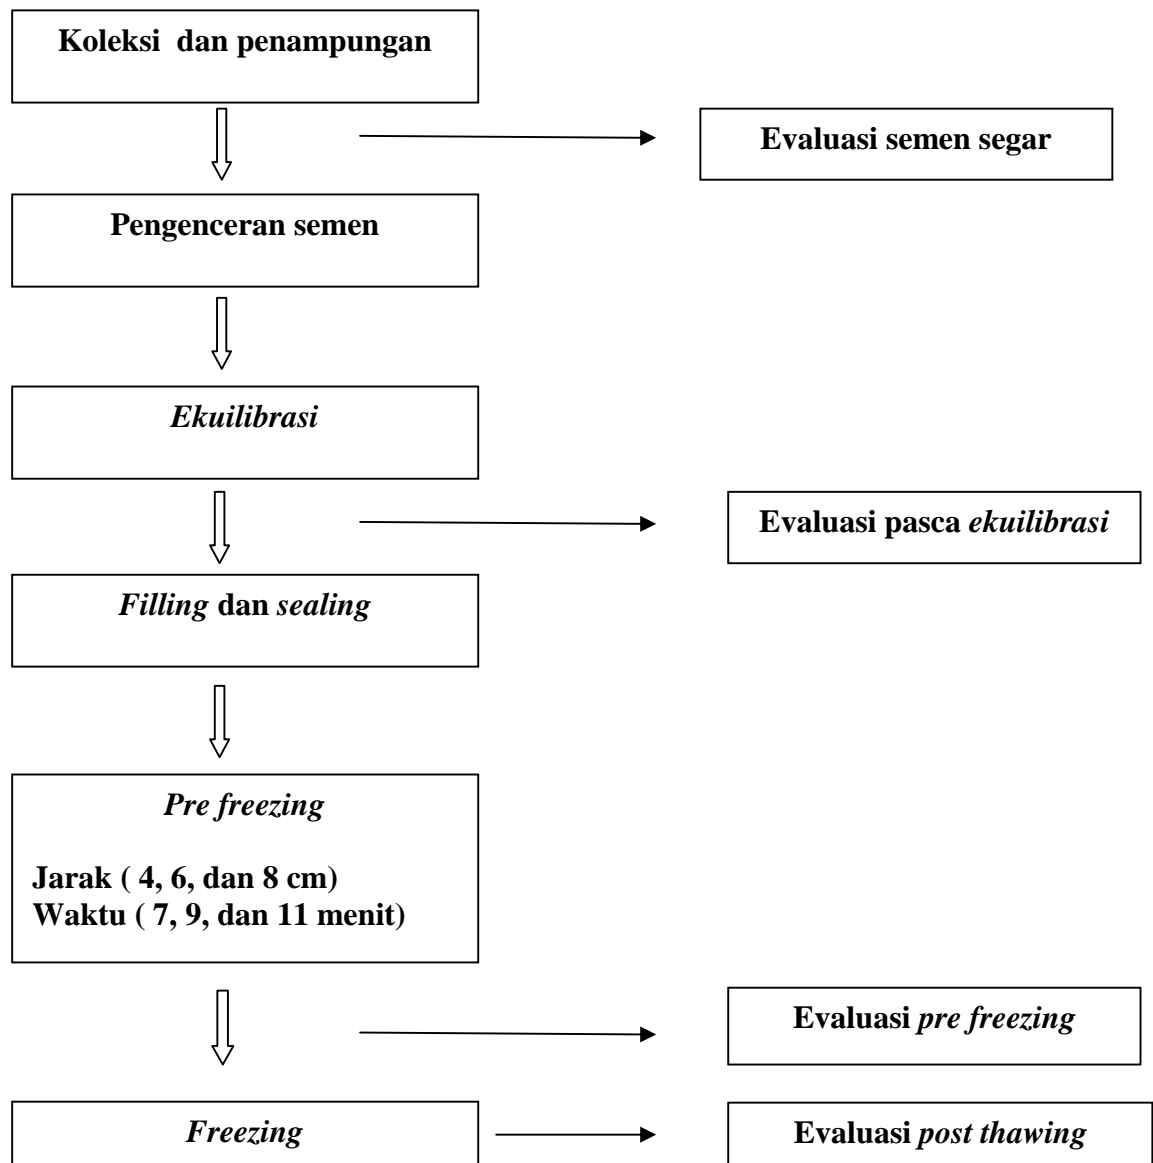 Koleksi dan penampungan
Evaluasi semen segar
Pengenceran semen
Ekuilibrasi
Evaluasi pasca ekuilibrasi
Filling dan sealing
Pre freezing
Jarak ( 4, 6, dan 8 cm)
Waktu ( 7, 9, dan 11 menit)
Evaluasi pre freezing
Freezing
Evaluasi post thawing